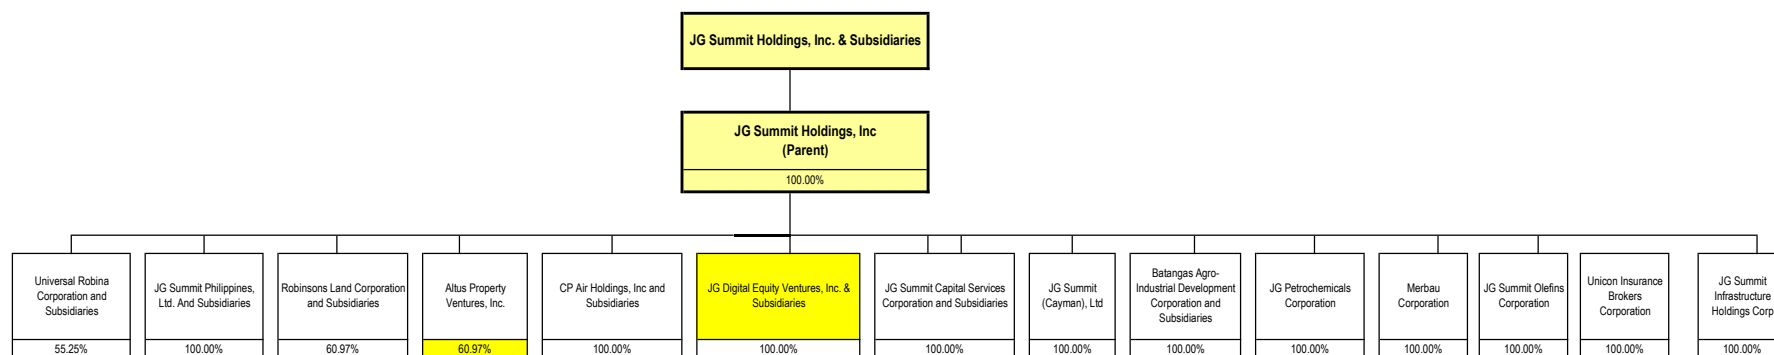 JG Summit Holdings, Inc. & Subsidiaries
JG Summit Holdings, Inc
(Parent)
100.00%
Universal Robina
Corporation and
Subsidiaries
55.25%
JG Summit Philippines,
Ltd. And Subsidiaries
100.00%
Robinsons Land Corporation
and Subsidiaries
60.97%
Altus Property
Ventures, Inc.
60.97%
CP Air Holdings, Inc and
Subsidiaries
100.00%
JG Digital Equity Ventures, Inc. &
Subsidiaries
100.00%
JG Summit Capital Services
Corporation and Subsidiaries
100.00%
JG Summit
(Cayman), Ltd
100.00%
Batangas Agro-
Industrial Development
Corporation and
Subsidiaries
100.00%
JG Petrochemicals
Corporation
100.00%
Merbau
Corporation
100.00%
JG Summit Olefins
Corporation
100.00%
Unicon Insurance
Brokers
Corporation
100.00%
JG Summit
Infrastructure
Holdings Corp
100.00%